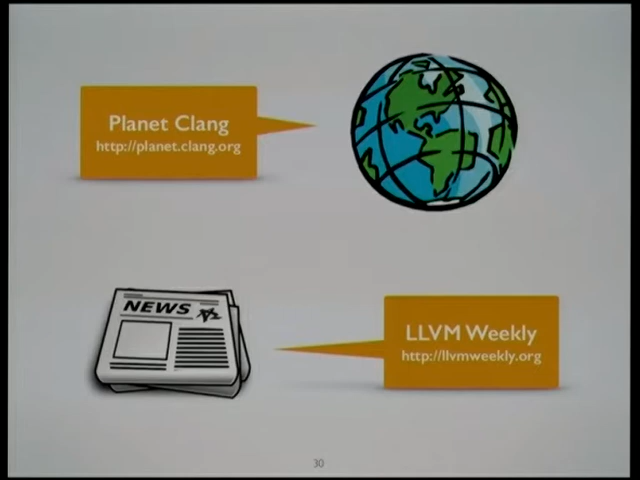 Planet Clang
http://planet.clang.org
NEWS
LLVM Weekly
http://llvmweekly.org
30